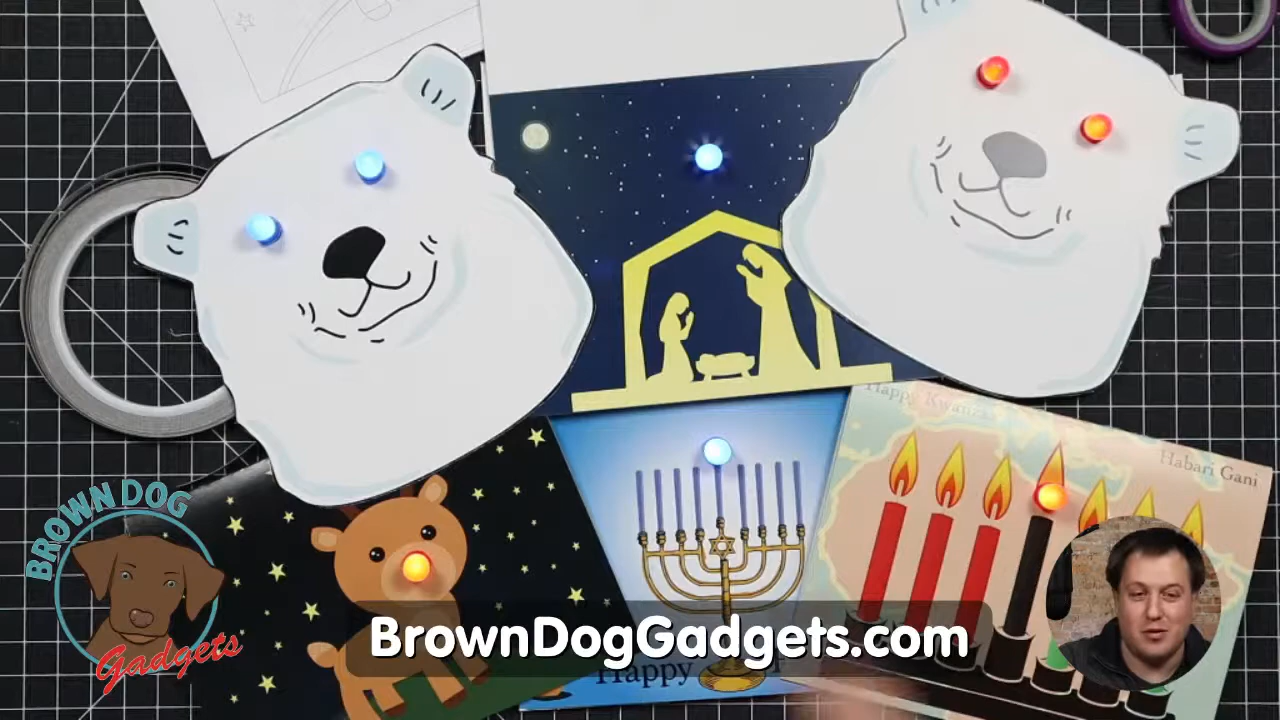 Happy Kwanzaa
Habari Gani
BROWN DOG
Gadgets
BrownDogGadgets.com
Happy